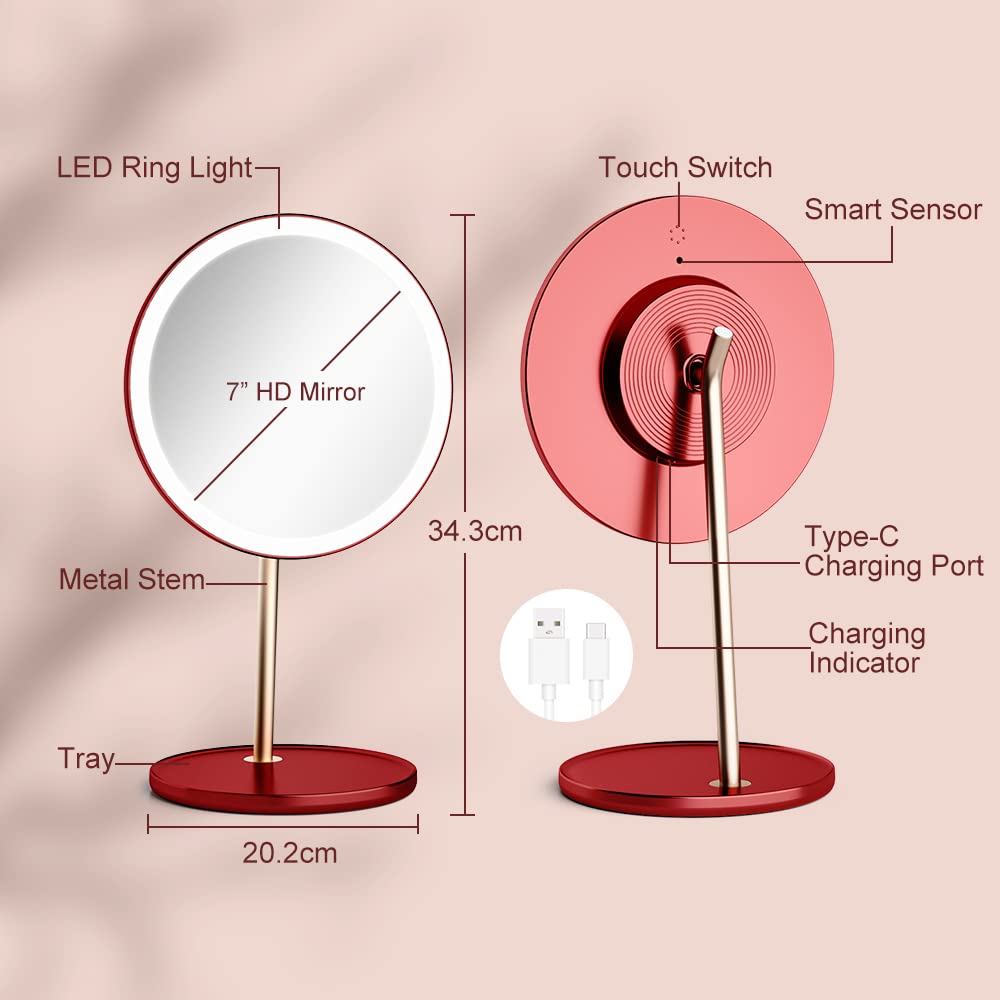 LED Ring Light
Touch Switch
Smart Sensor
7” HD Mirror
34.3cm
Type-C
Charging Port
Metal Stem
Charging
Indicator
Tray
20.2cm